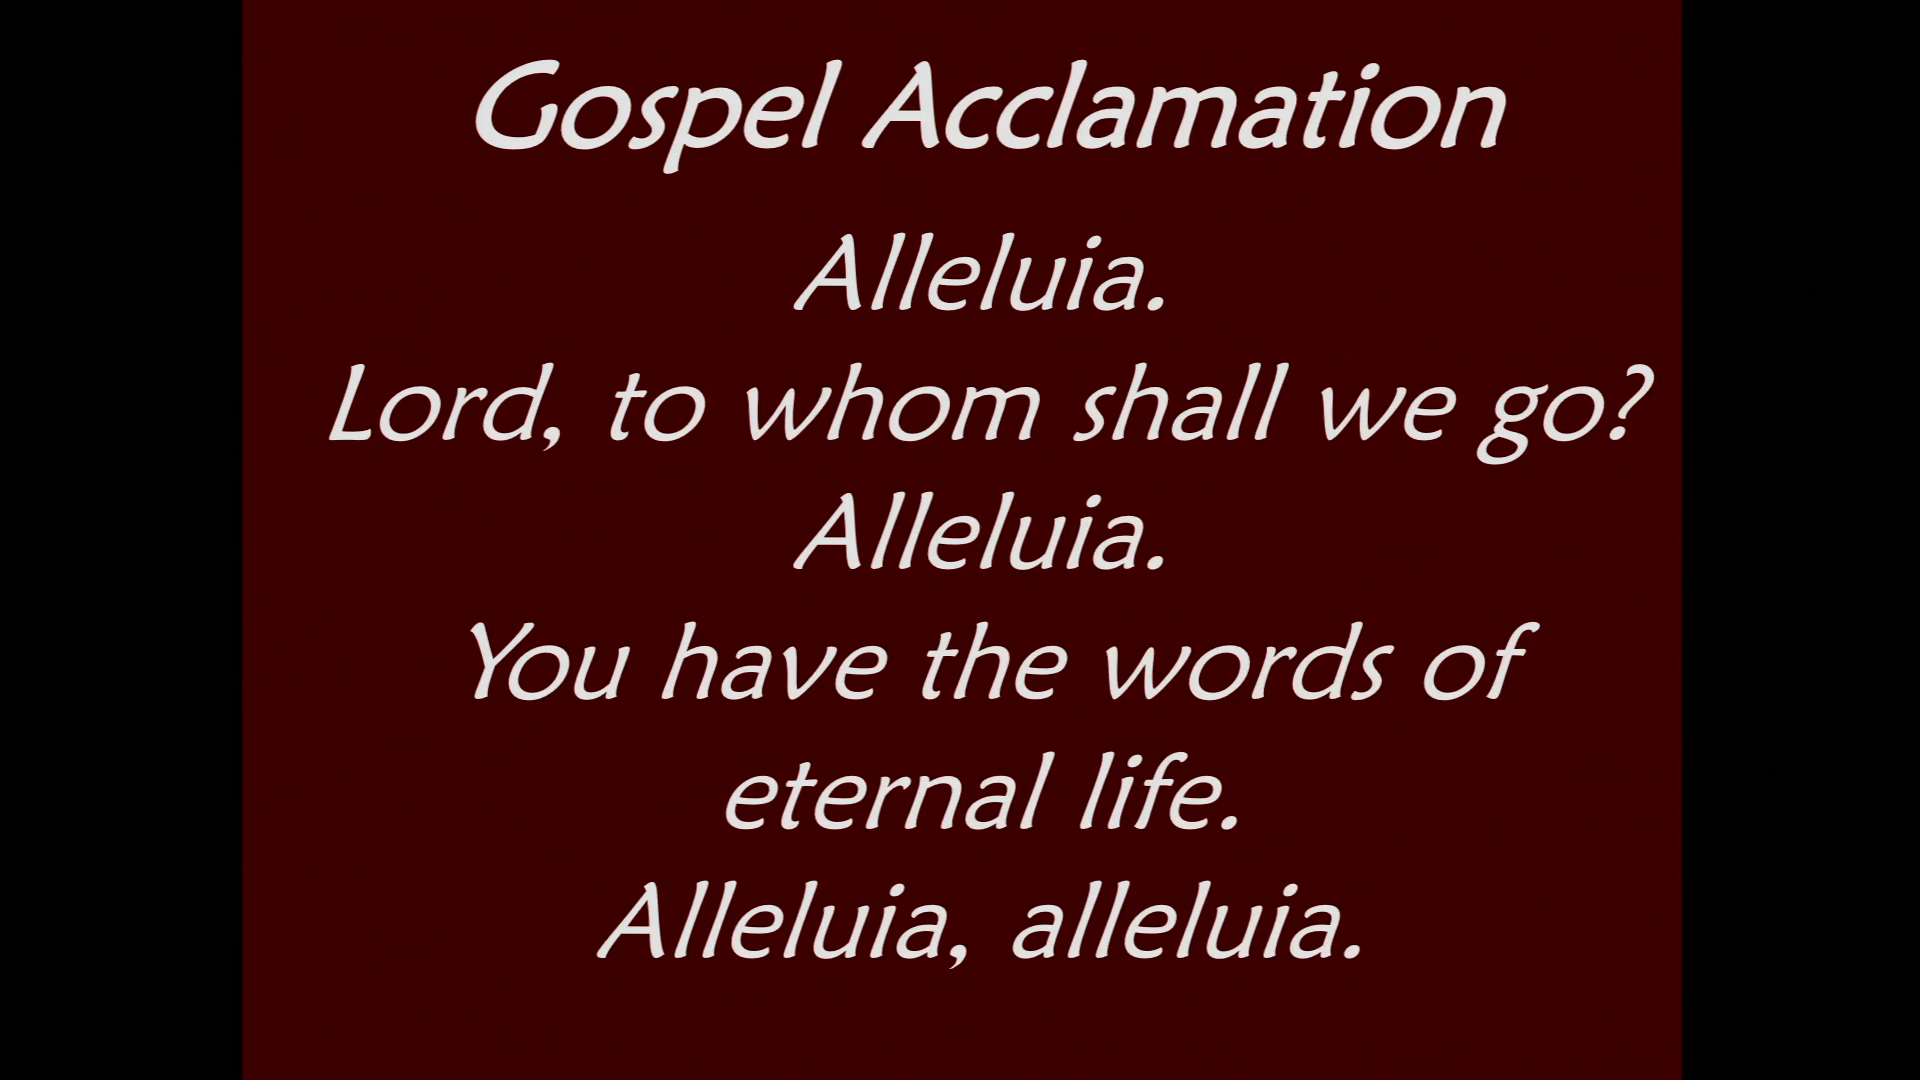 Gospel Acclamation
Alleluia.
Lord, to whom shall we go?
Alleluia.
You have the words of
eternal life.
Alleluia, alleluia.